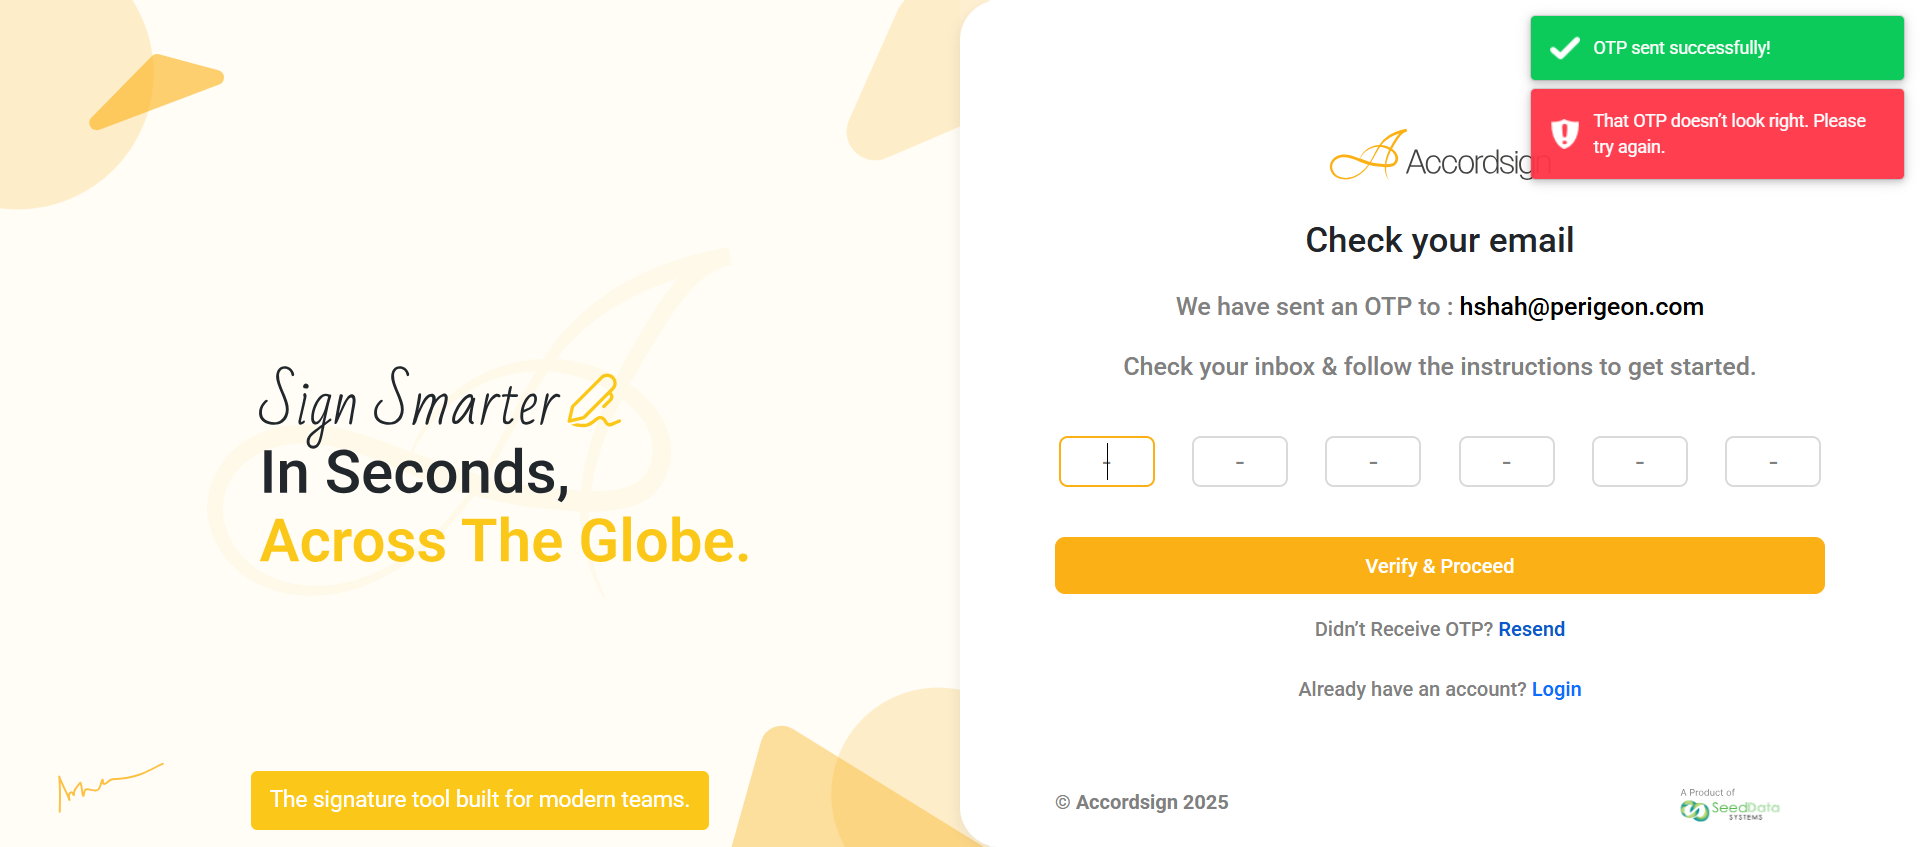 OTP sent successfully!
That OTP doesn’t look right. Please
try again.
Accordsign
Check your email
We have sent an OTP to : hshah@perigeon.com
Check your inbox & follow the instructions to get started.
- - - - - -
Verify & Proceed
Didn’t Receive OTP? Resend
Already have an account? Login
© Accordsign 2025
A Product of
SeedData
SYSTEMS
Sign Smarter
In Seconds,
Across The Globe.
The signature tool built for modern teams.